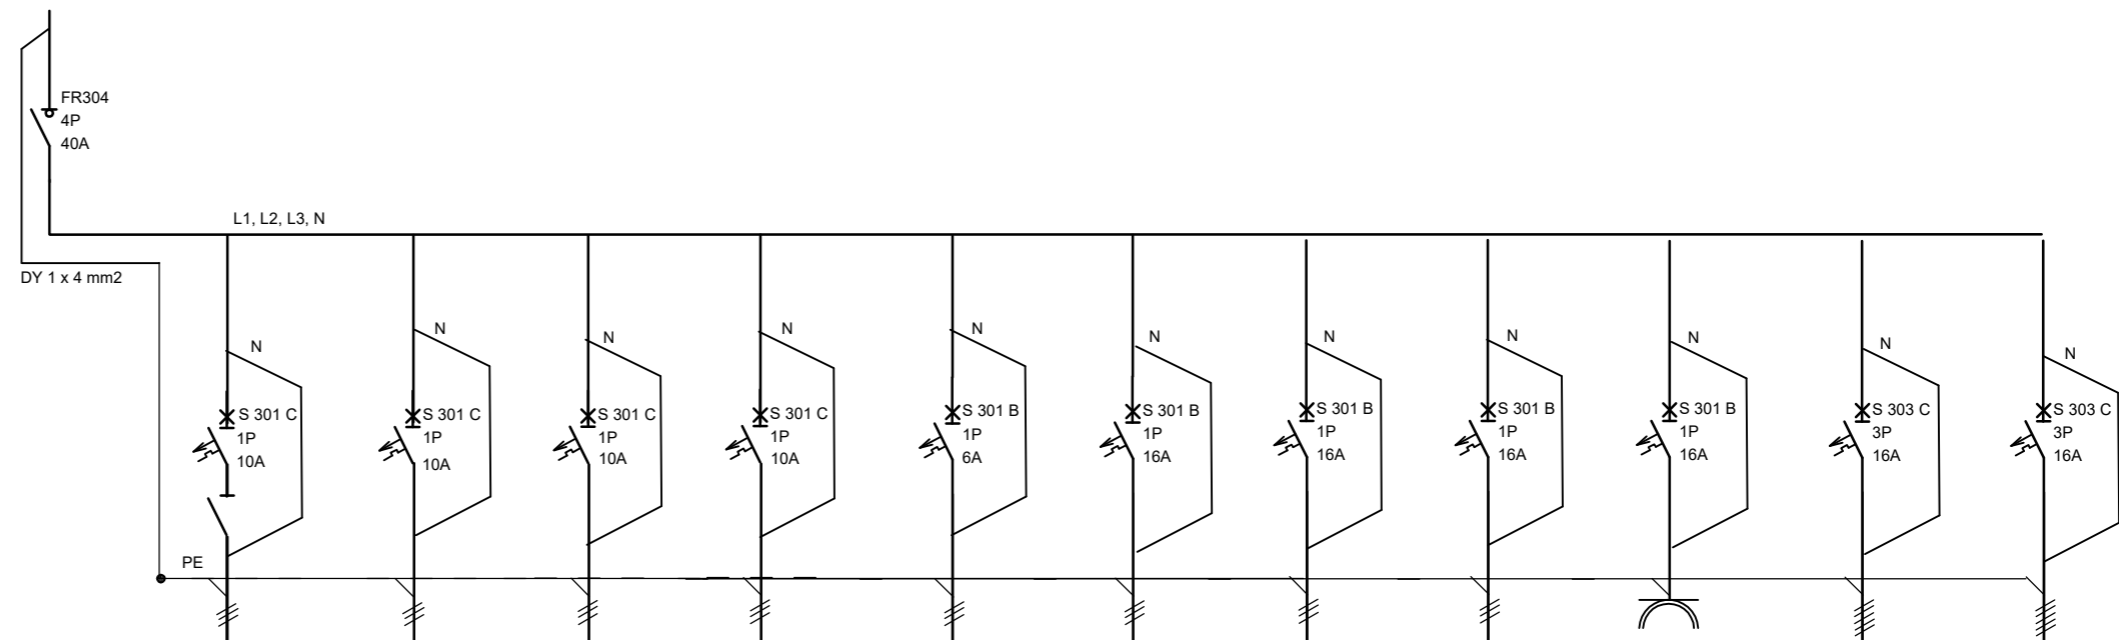 FR304
4P
40A
L1, L2, L3, N
DY 1 x 4 mm2
N
S 301 C
1P
10A
N
S 301 C
1P
10A
N
S 301 C
1P
10A
N
S 301 C
1P
10A
N
S 301 B
1P
6A
N
S 301 B
1P
16A
N
S 301 B
1P
16A
N
S 301 B
1P
16A
N
S 301 B
1P
16A
N
S 303 C
3P
16A
N
S 303 C
3P
16A
PE